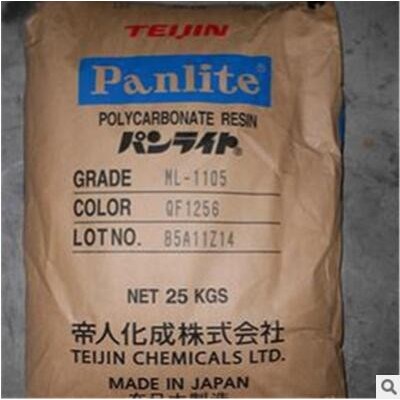 TEIJIN
Panlite®
POLYCARBONATE RESIN
パンライト®
GRADE ML-1105
COLOR QF1256
LOT NO. 85A11Z14
NET 25 KGS
帝人化成株式会社
TEIJIN CHEMICALS LTD.
MADE IN JAPAN